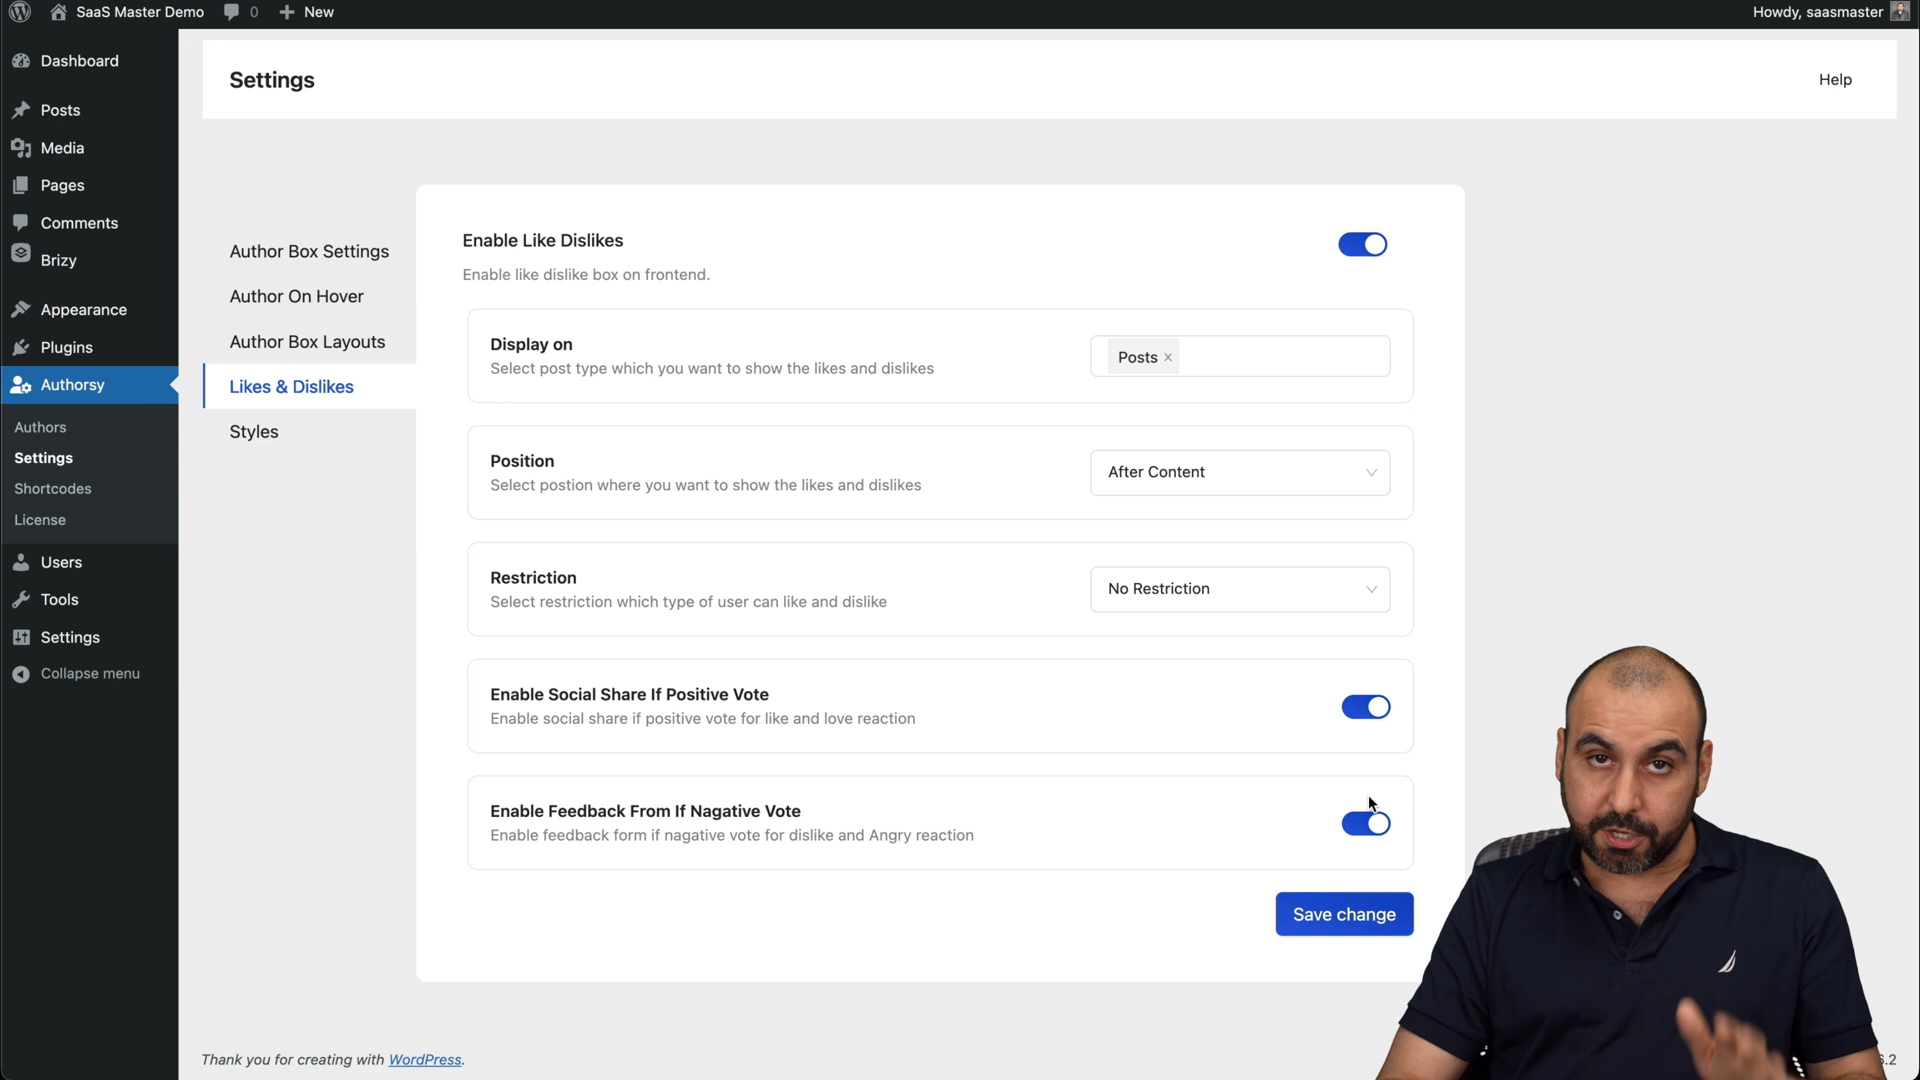 SaaS Master Demo
0
New
Howdy, saasmaster
Dashboard
Posts
Media
Pages
Comments
Brizy
Appearance
Plugins
Authorsy
Authors
Settings
Shortcodes
License
Users
Tools
Settings
Collapse menu
Settings
Help
Author Box Settings
Author On Hover
Author Box Layouts
Likes & Dislikes
Styles
Enable Like Dislikes
Enable like dislike box on frontend.
Display on
Select post type which you want to show the likes and dislikes
Posts ×
Position
Select postion where you want to show the likes and dislikes
After Content
Restriction
Select restriction which type of user can like and dislike
No Restriction
Enable Social Share If Positive Vote
Enable social share if positive vote for like and love reaction
Enable Feedback From If Nagative Vote
Enable feedback form if nagative vote for dislike and Angry reaction
Save change
Thank you for creating with WordPress.